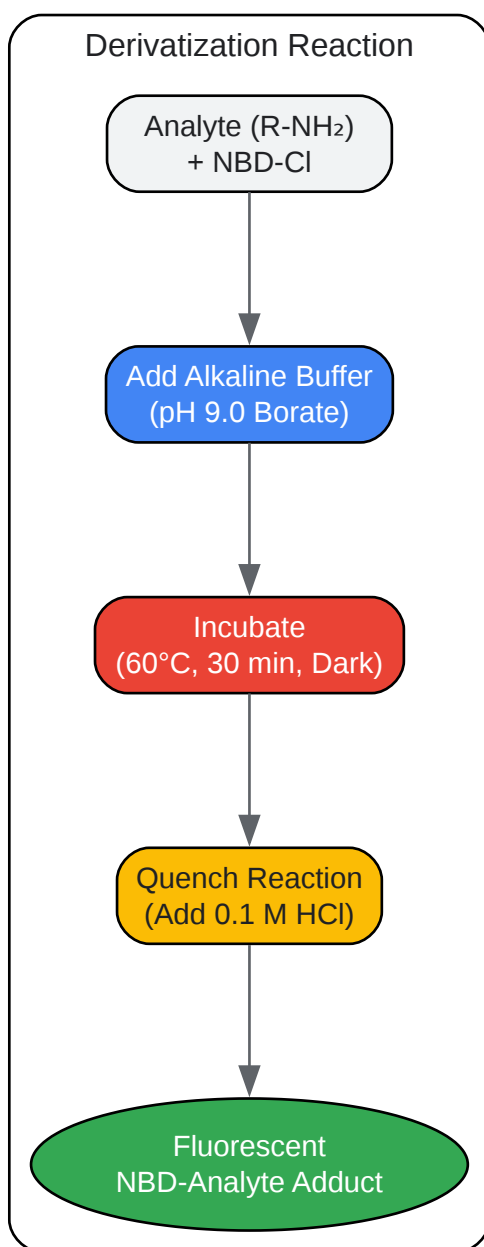 Derivatization Reaction
Analyte (R-NH₂)
+ NBD-Cl
Add Alkaline Buffer
(pH 9.0 Borate)
Incubate
(60°C, 30 min, Dark)
Quench Reaction
(Add 0.1 M HCl)
Fluorescent
NBD-Analyte Adduct